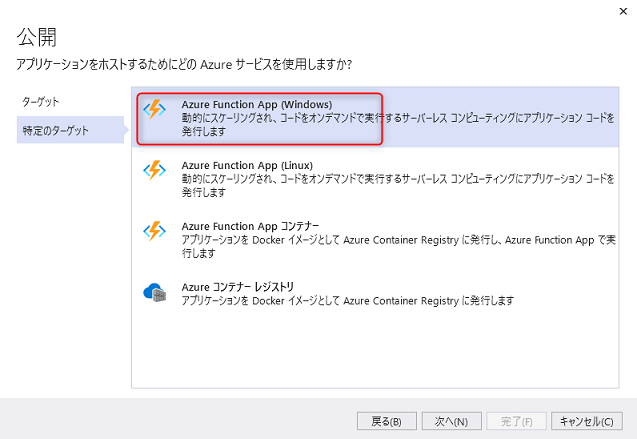 公開
アプリケーションをホストするためにどの Azure サービスを使用しますか?
ターゲット
特定のターゲット
Azure Function App (Windows)
動的にスケーリングされ、コードをオンデマンドで実行するサーバーレス コンピューティングにアプリケーション コードを
発行します
Azure Function App (Linux)
動的にスケーリングされ、コードをオンデマンドで実行するサーバーレス コンピューティングにアプリケーション コードを
発行します
Azure Function App コンテナー
アプリケーションを Docker イメージとして Azure Container Registry に発行し、Azure Function App で実
行します
Azure コンテナー レジストリ
アプリケーションを Docker イメージとして Azure Container Registry に発行します
戻る(B)
次へ(N)
完了(F)
キャンセル(C)